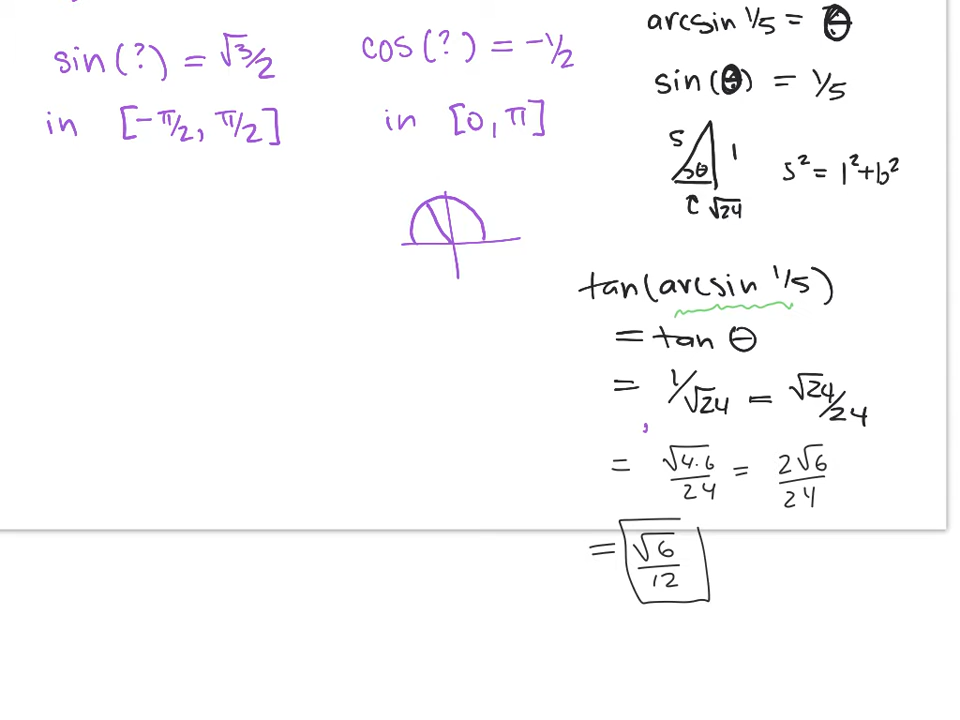 sin(?) = √3/2
in [-π/2, π/2]
cos(?) = -1/2
in [0, π]
arcsin 1/5 = θ
sin(θ) = 1/5
5 1
θ
√24
5² = 1² + b²
tan(arcsin 1/5)
= tan θ
= 1/√24 = √24/24
= √4·6/24 = 2√6/24
= √6/12